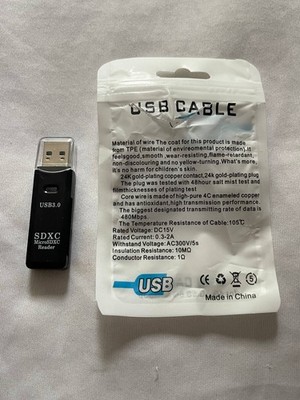 USB3.0
SDXC
MicroSDXC
Reader
USB CABLE
Material of wire The coat for this product is made
from TPE (material of environmental protection), it
feelsgood,smooth ,wear-resisting,flame-retardant,
non-discounting and no yellow-turning.
What's more,
It's no harm for children's skin.
24K gold-plating copper contact,24k gold-plating plug
The plug was tested with 48hour salt mist test and
filmthickness of plating test
Core wire is made of high-pure 4C enameled copper
and has antioxidant,high transmission performance.
The biggest designated transmitting rate of data is
480Mbps.
The Temperature Resistance of Cable: 105℃
Rated Voltage: DC15V
Rated Current: 0.3-2A
Withstand Voltage: AC300V/5s
Insulation Resistance: 10MΩ
Conductor Resistance: 1Ω
USB
CE
Made in China